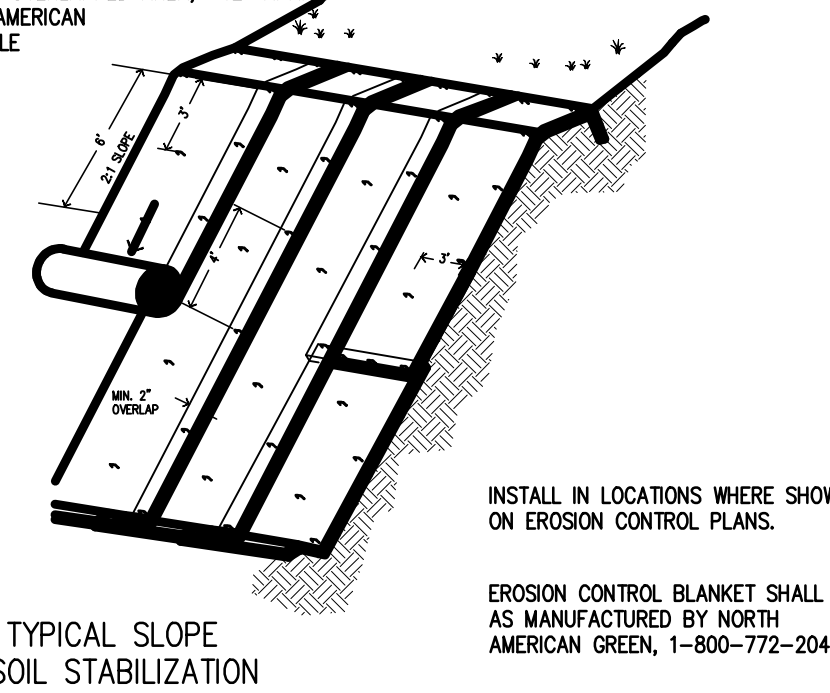 AMERICAN
LE
6'
2:1 SLOPE
3'
4'
3'
MIN. 2"
OVERLAP
INSTALL IN LOCATIONS WHERE SHOW
ON EROSION CONTROL PLANS.
EROSION CONTROL BLANKET SHALL
AS MANUFACTURED BY NORTH
AMERICAN GREEN, 1-800-772-204
TYPICAL SLOPE
SOIL STABILIZATION